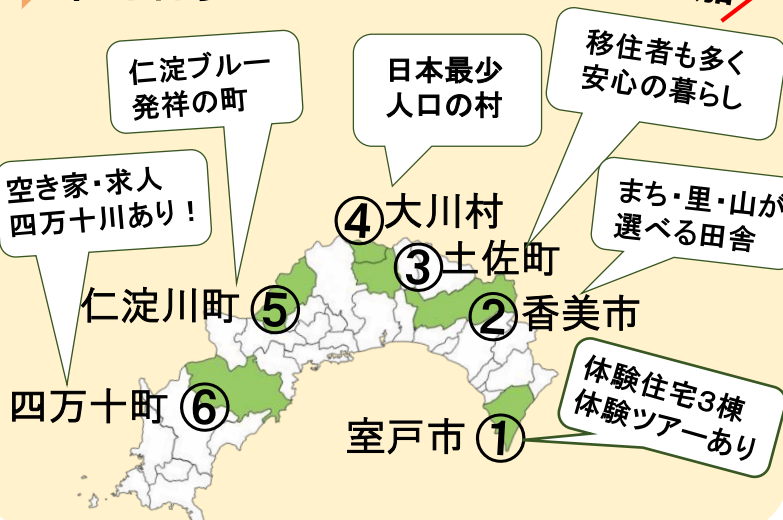 仁淀ブルー
発祥の町
日本最少
人口の村
移住者も多く
安心の暮らし
空き家・求人
四万十川あり！
まち・里・山が
選べる田舎
④大川村
③土佐町
仁淀川町⑤
②香美市
四万十町⑥
室戸市①
体験住宅3棟
体験ツアーあり